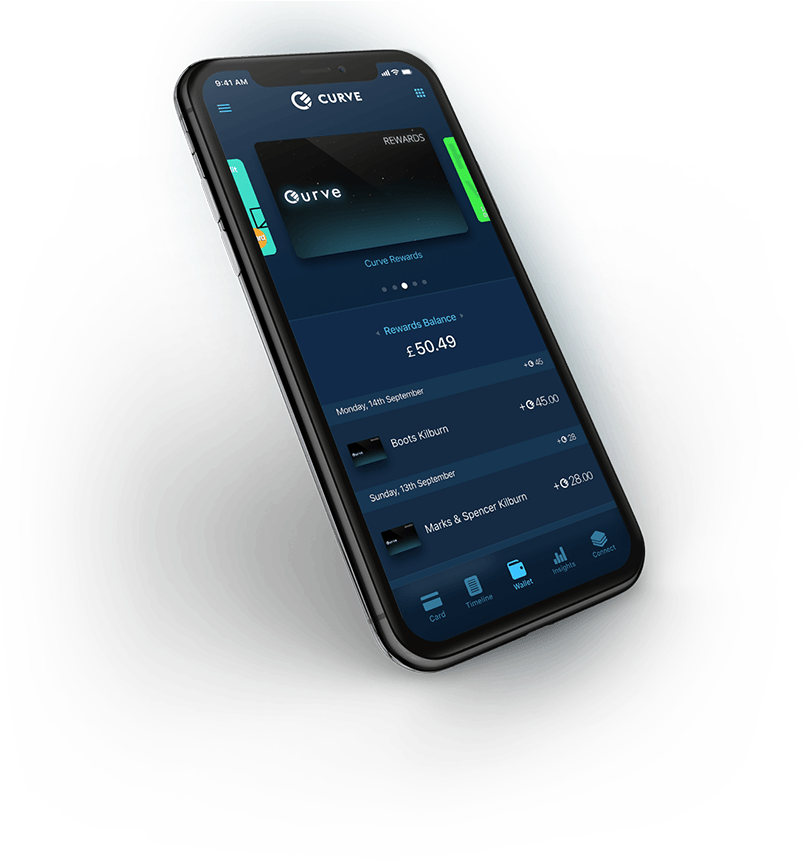 9:41 AM
CURVE
REWARDS
Curve
Curve Rewards
Rewards Balance
£50.49
Monday, 14th September
+ 45
Boots Kilburn
+ 45.00
Sunday, 13th September
+ 28
Marks & Spencer Kilburn
+ 28.00
Card
Timeline
Wallet
Insights
Connect